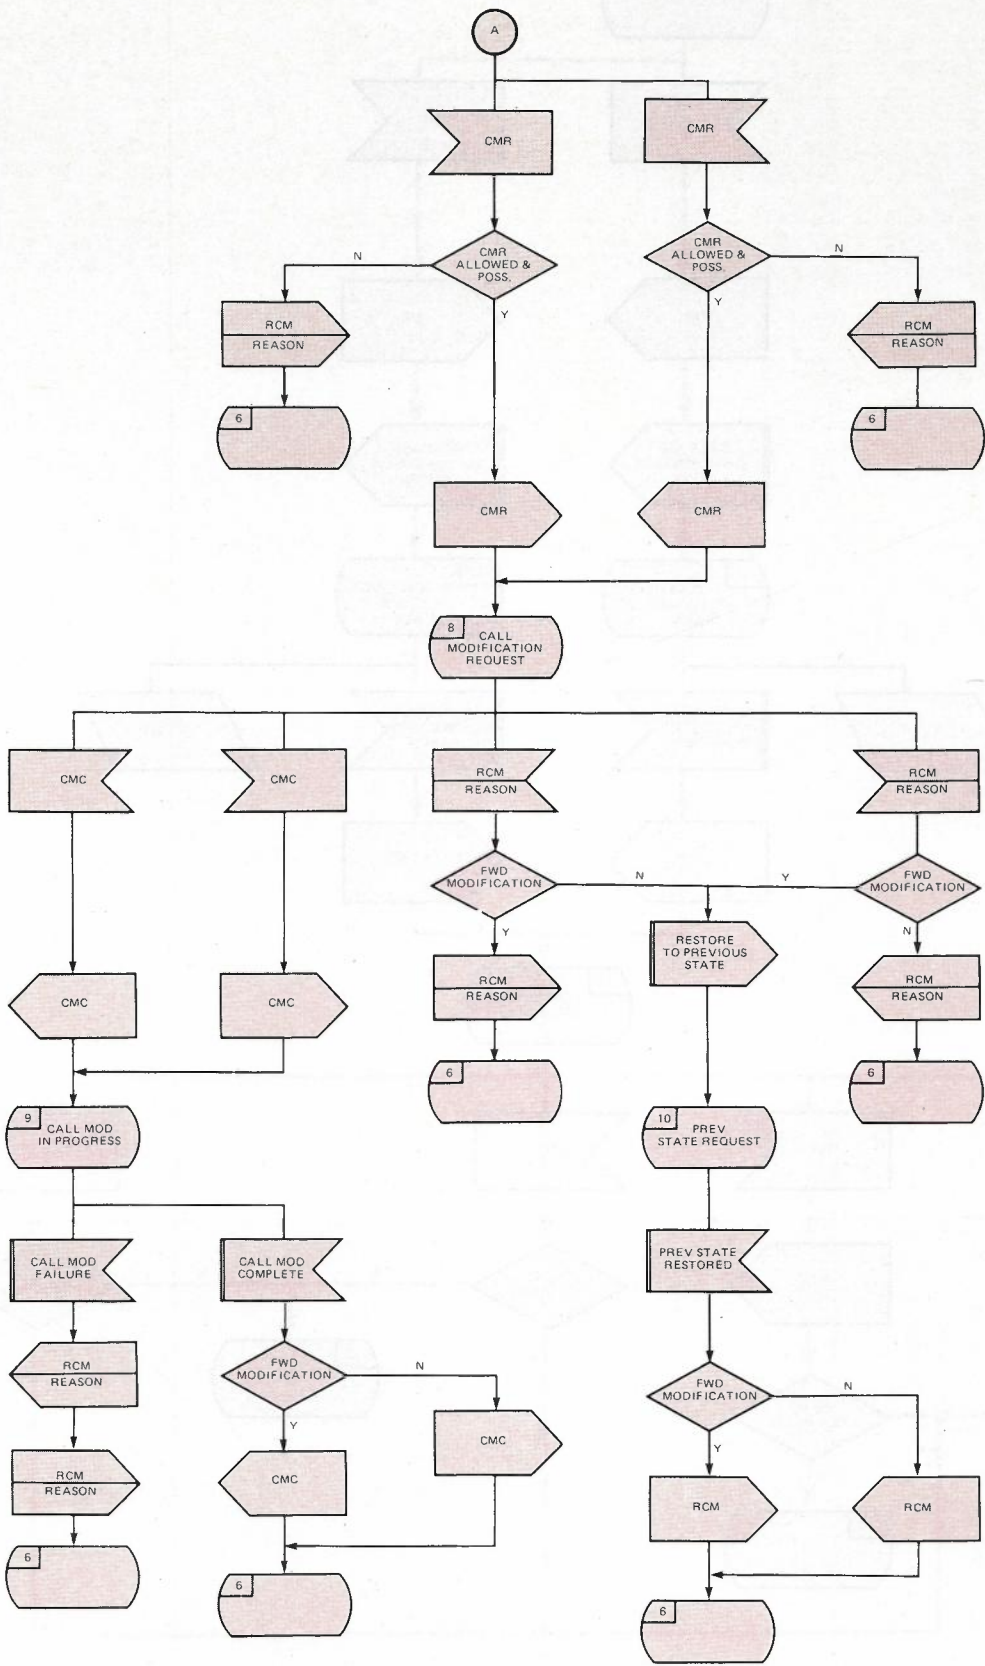 A
CMR
CMR
CMR
ALLOWED &
POSS.
CMR
ALLOWED &
POSS.
N
N
Y
Y
RCM
REASON
RCM
REASON
6
6
CMR
CMR
8
CALL
MODIFICATION
REQUEST
CMC
CMC
RCM
REASON
RCM
REASON
FWD
MODIFICATION
N
Y
FWD
MODIFICATION
Y
N
RESTORE
TO PREVIOUS
STATE
CMC
CMC
RCM
REASON
RCM
REASON
6
6
9
CALL MOD
IN PROGRESS
10
PREV
STATE REQUEST
CALL MOD
FAILURE
CALL MOD
COMPLETE
PREV STATE
RESTORED
RCM
REASON
FWD
MODIFICATION
N
Y
FWD
MODIFICATION
N
Y
CMC
RCM
REASON
CMC
RCM
RCM
6
6
6